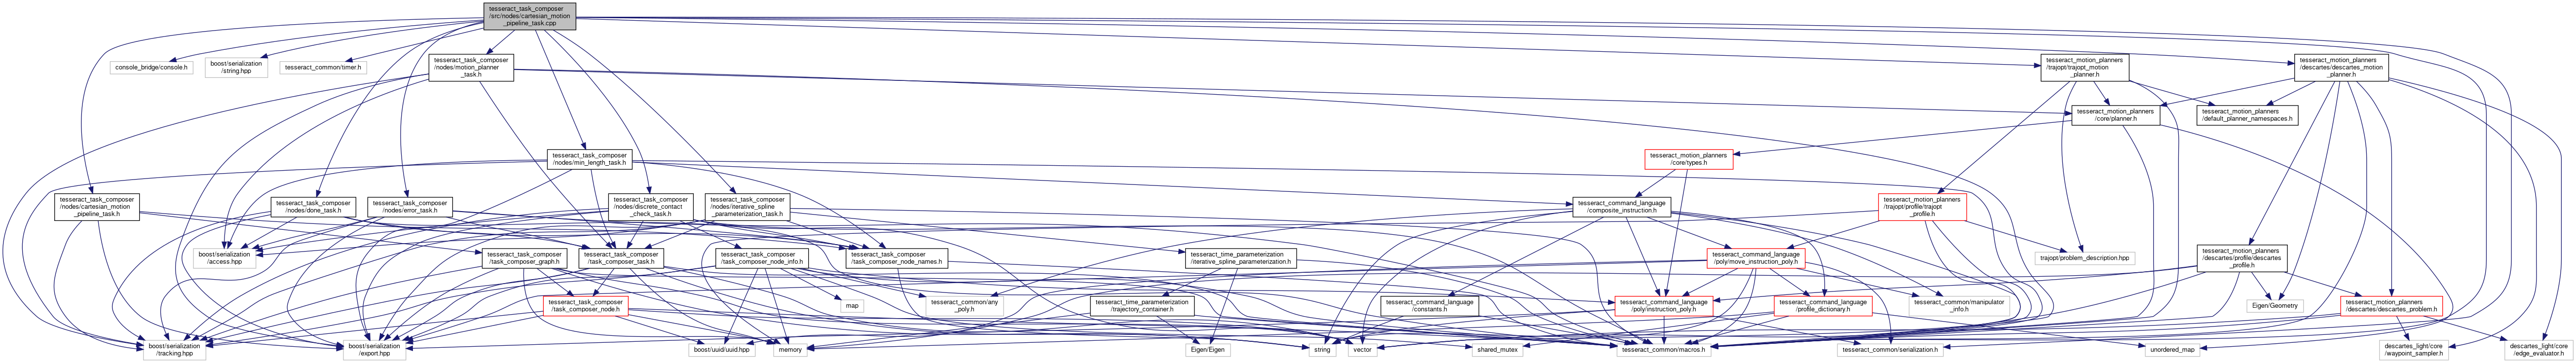 tesseract_task_composer
/src/nodes/cartesian_motion
_pipeline_task.cpp
console_bridge/console.h
boost/serialization
/string.hpp
tesseract_common/timer.h
tesseract_task_composer
/nodes/motion_planner
_task.h
tesseract_motion_planners
/trajopt/trajopt_motion
_planner.h
tesseract_motion_planners
/descartes/descartes_motion
_planner.h
tesseract_motion_planners
/core/planner.h
tesseract_motion_planners
/default_planner_namespaces.h
tesseract_task_composer
/nodes/min_length_task.h
tesseract_motion_planners
/core/types.h
tesseract_task_composer
/nodes/cartesian_motion
_pipeline_task.h
tesseract_task_composer
/nodes/done_task.h
tesseract_task_composer
/nodes/error_task.h
tesseract_task_composer
/nodes/discrete_contact
_check_task.h
tesseract_task_composer
/nodes/iterative_spline
_parameterization_task.h
tesseract_command_language
/composite_instruction.h
tesseract_motion_planners
/trajopt/profile/trajopt
_profile.h
boost/serialization
/access.hpp
tesseract_task_composer
/task_composer_graph.h
tesseract_task_composer
/task_composer_task.h
tesseract_task_composer
/task_composer_node_info.h
tesseract_task_composer
/task_composer_node_names.h
tesseract_time_parameterization
/iterative_spline_parameterization.h
tesseract_command_language
/poly/move_instruction_poly.h
trajopt/problem_description.hpp
tesseract_motion_planners
/descartes/profile/descartes
_profile.h
tesseract_task_composer
/task_composer_node.h
map
tesseract_common/any
_poly.h
tesseract_time_parameterization
/trajectory_container.h
tesseract_command_language
/constants.h
tesseract_command_language
/poly/instruction_poly.h
tesseract_command_language
/profile_dictionary.h
tesseract_common/manipulator
_info.h
Eigen/Geometry
tesseract_motion_planners
/descartes/descartes_problem.h
boost/serialization
/tracking.hpp
boost/serialization
/export.hpp
boost/uuid/uuid.hpp
memory
Eigen/Eigen
string
vector
shared_mutex
tesseract_common/macros.h
tesseract_common/serialization.h
unordered_map
descartes_light/core
/waypoint_sampler.h
descartes_light/core
/edge_evaluator.h